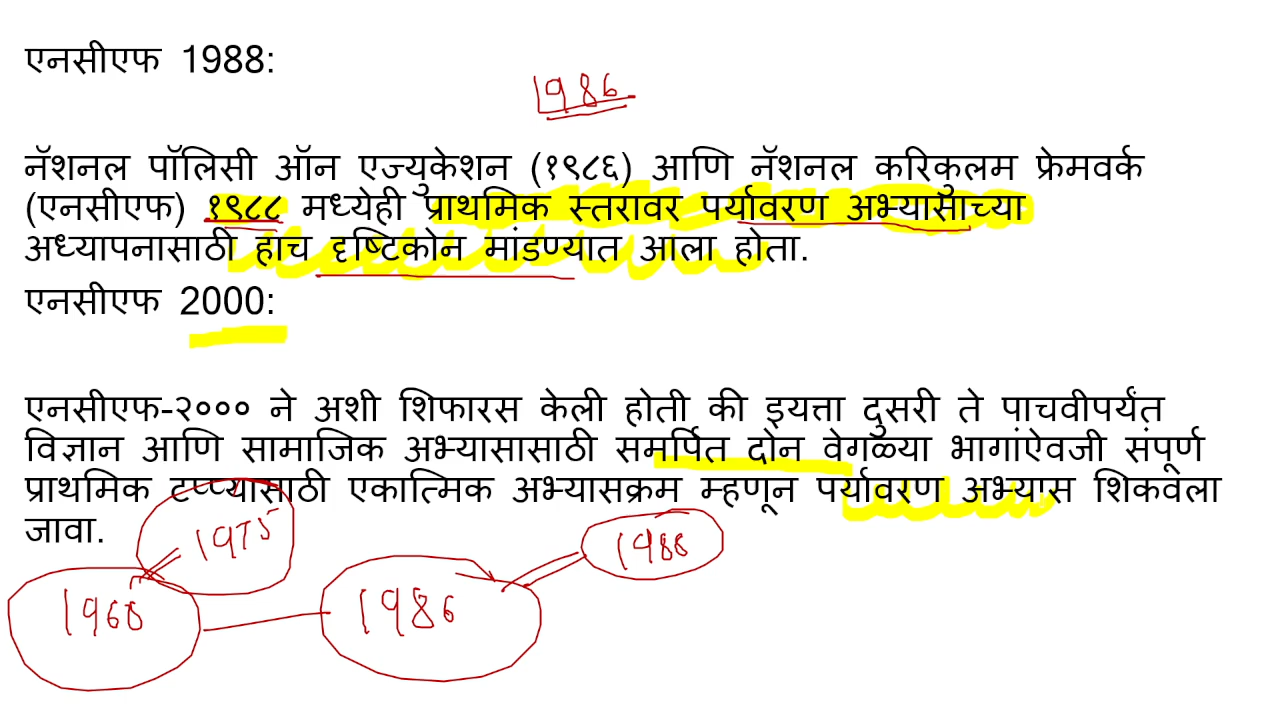 एनसीएफ 1988:
1986
नॅशनल पॉलिसी ऑन एज्युकेशन (१९८६) आणि नॅशनल करिकुलम फ्रेमवर्क
(एनसीएफ) १९८८ मध्येही प्राथमिक स्तरावर पर्यावरण अभ्यासाच्या
अध्यापनासाठी हाच दृष्टिकोन मांडण्यात आला होता.
एनसीएफ 2000:
एनसीएफ-२००० ने अशी शिफारस केली होती की इयत्ता दुसरी ते पाचवीपर्यंत
विज्ञान आणि सामाजिक अभ्यासासाठी समर्पित दोन वेगळ्या भागांऐवजी संपूर्ण
प्राथमिक टप्प्यासाठी एकात्मिक अभ्यासक्रम म्हणून पर्यावरण अभ्यास शिकवला
जावा.
1975
1988
1968
1986